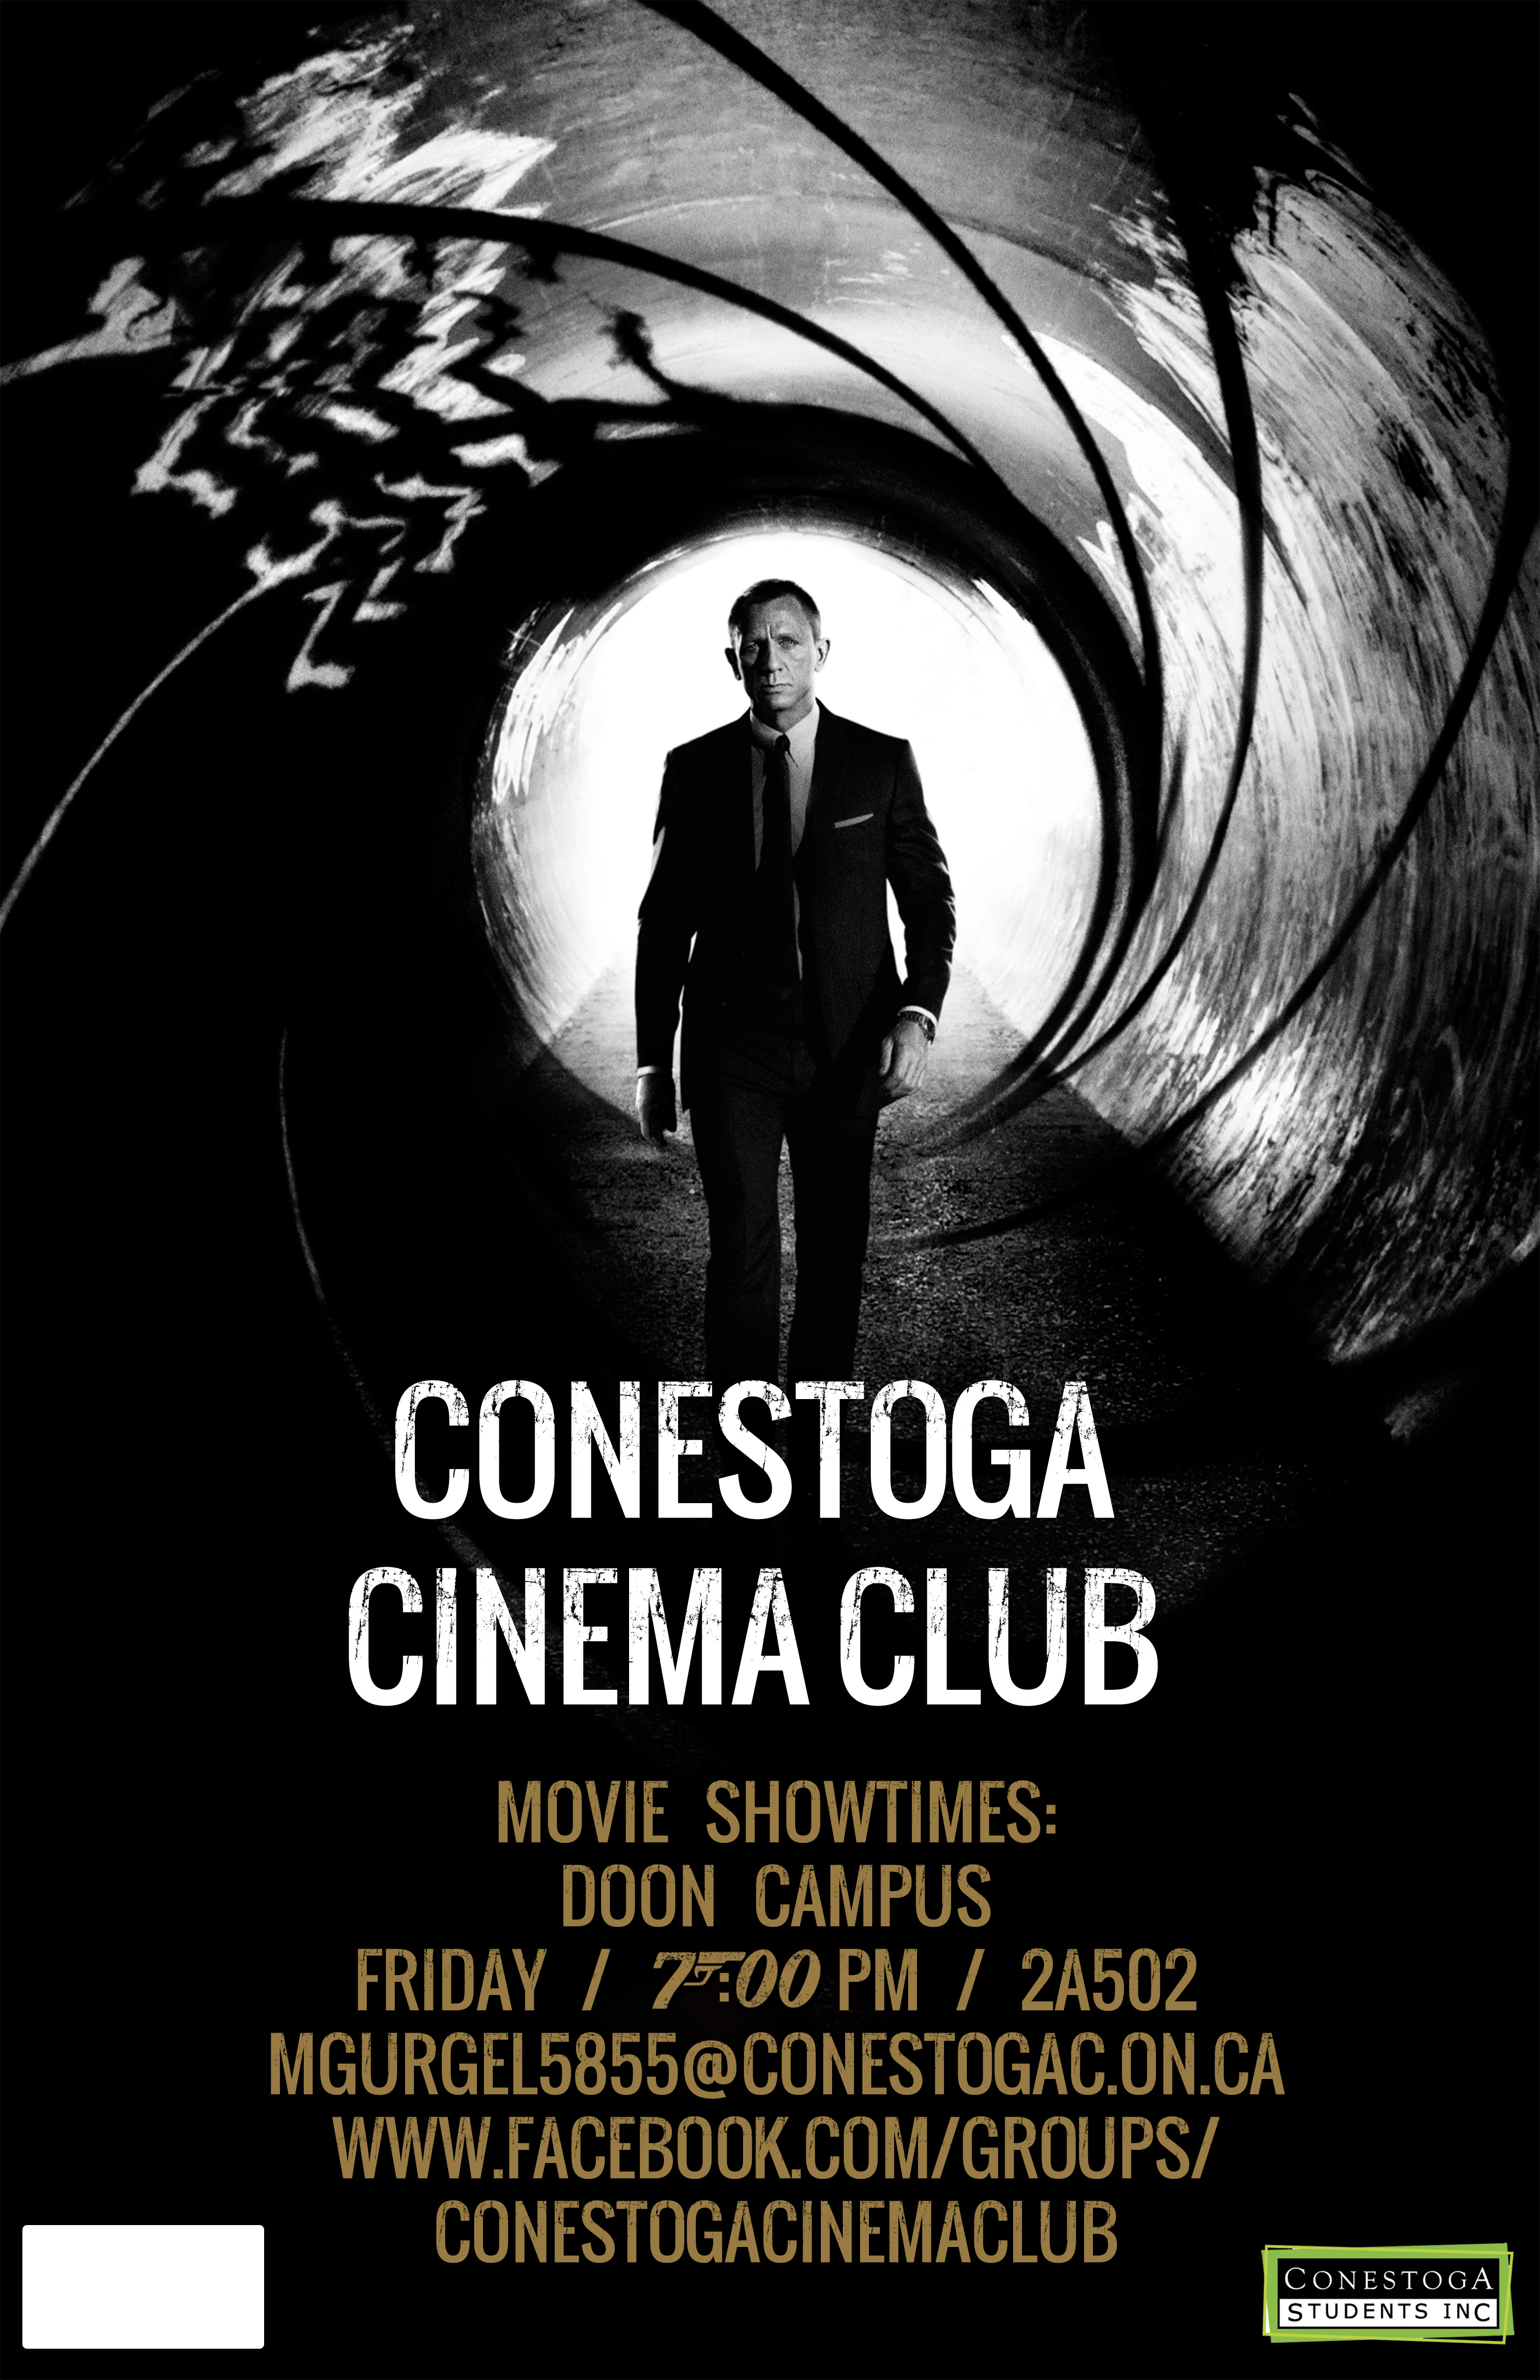 CONESTOGA
CINEMA CLUB
MOVIE SHOWTIMES:
DOON CAMPUS
FRIDAY / 7:00 PM / 2A502
MGURGEL5855@CONESTOGAC.ON.CA
WWW.FACEBOOK.COM/GROUPS/
CONESTOGACINEMACLUB
CONESTOGA
STUDENTS INC